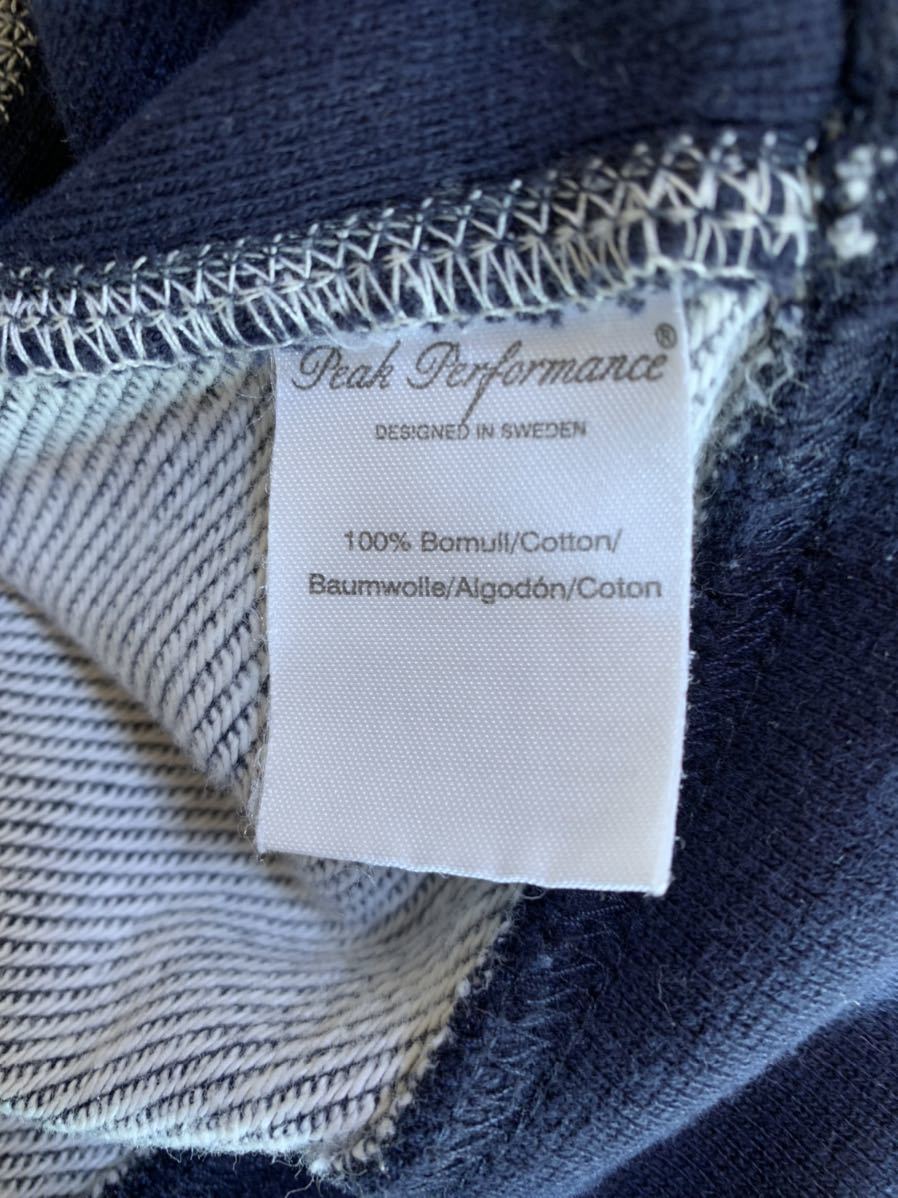 Peak Performance®
DESIGNED IN SWEDEN
100% Bomull/Cotton/
Baumwolle/Algodón/Coton